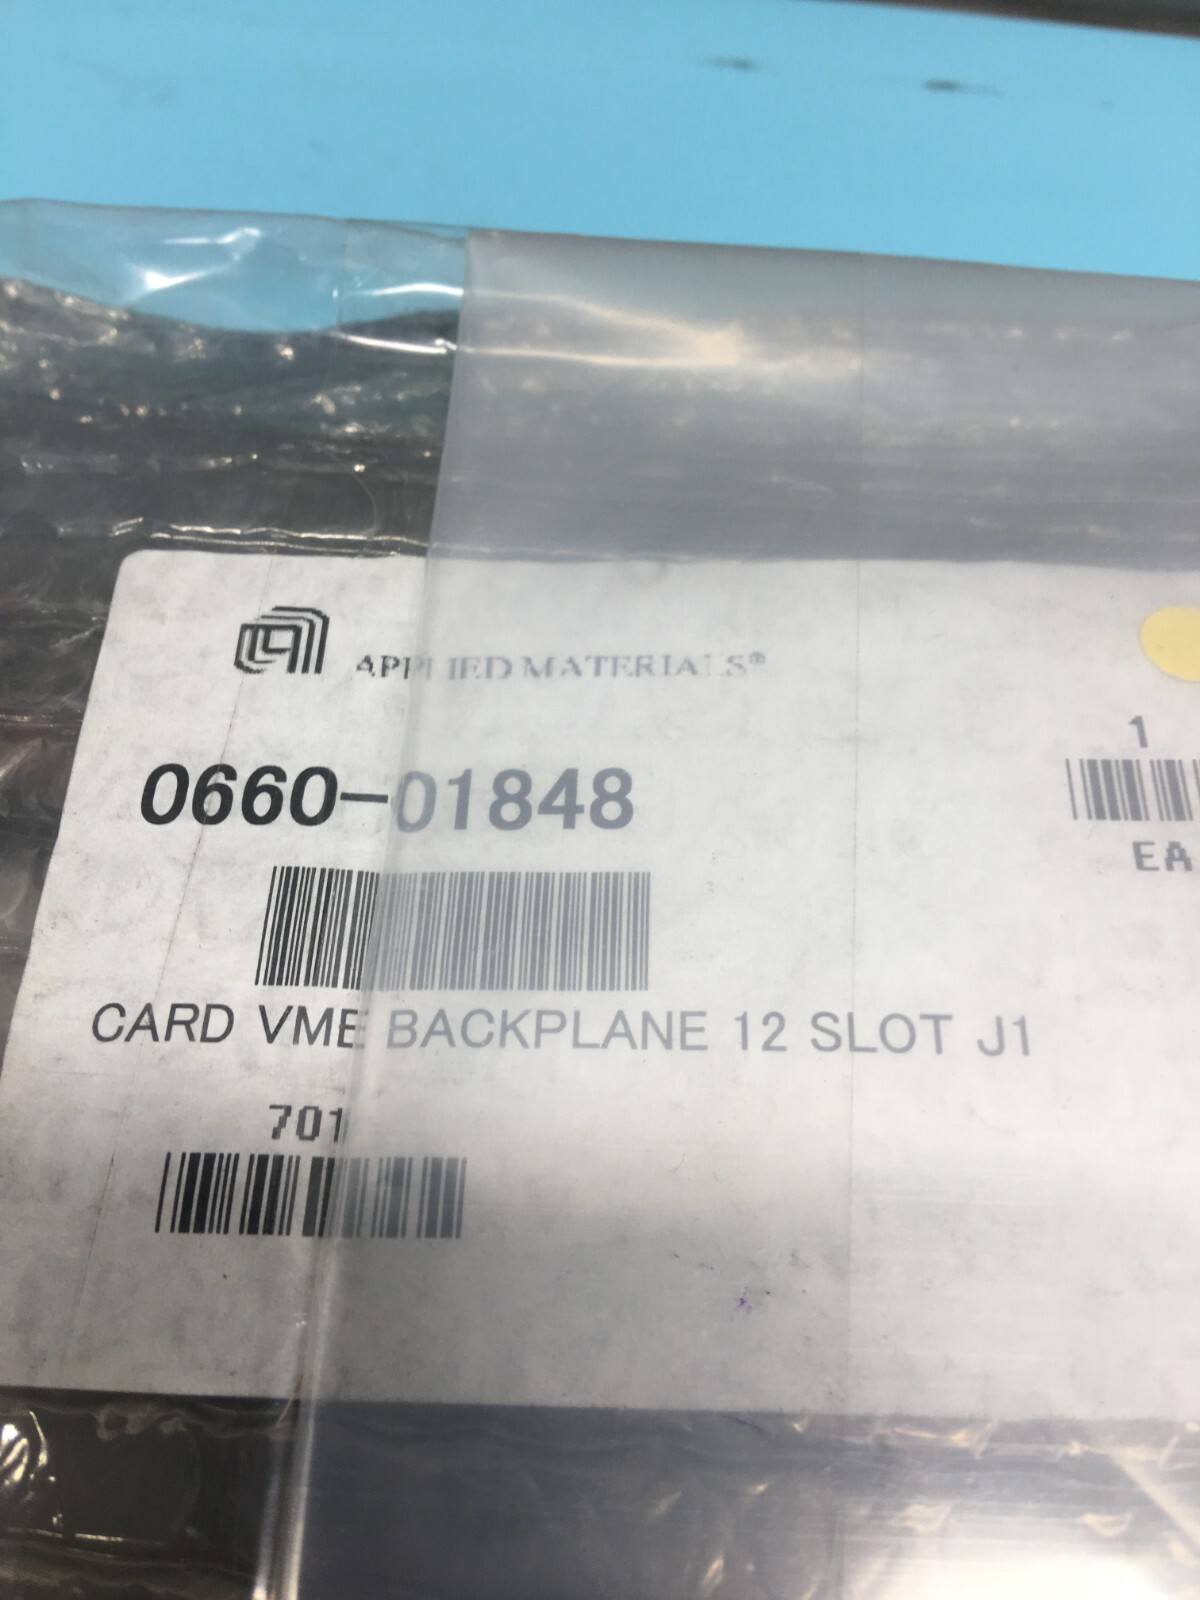 APPLIED MATERIALS®
0660-01848
1
EA
CARD VME BACKPLANE 12 SLOT J1
701